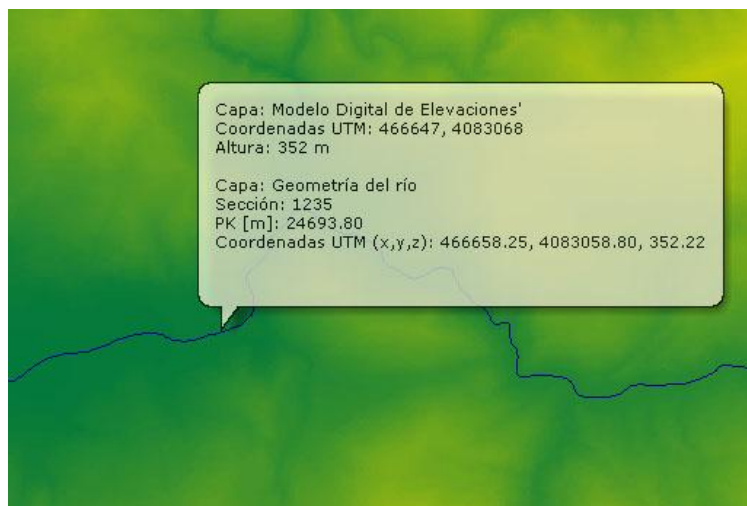 Capa: Modelo Digital de Elevaciones'
Coordenadas UTM: 466647, 4083068
Altura: 352 m
Capa: Geometría del río
Sección: 1235
PK [m]: 24693.80
Coordenadas UTM (x,y,z): 466658.25, 4083058.80, 352.22